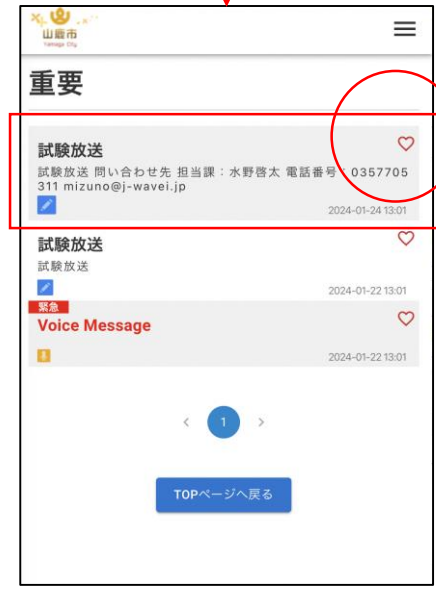 山鹿市
Yamaga City
重要
試験放送
試験放送 問い合わせ先 担当課：水野啓太 電話番号：0357705
311 mizuno@j-wavei.jp
2024-01-24 13:01
試験放送
試験放送
2024-01-22 13:01
緊急
Voice Message
2024-01-22 13:01
< 1 >
TOPページへ戻る